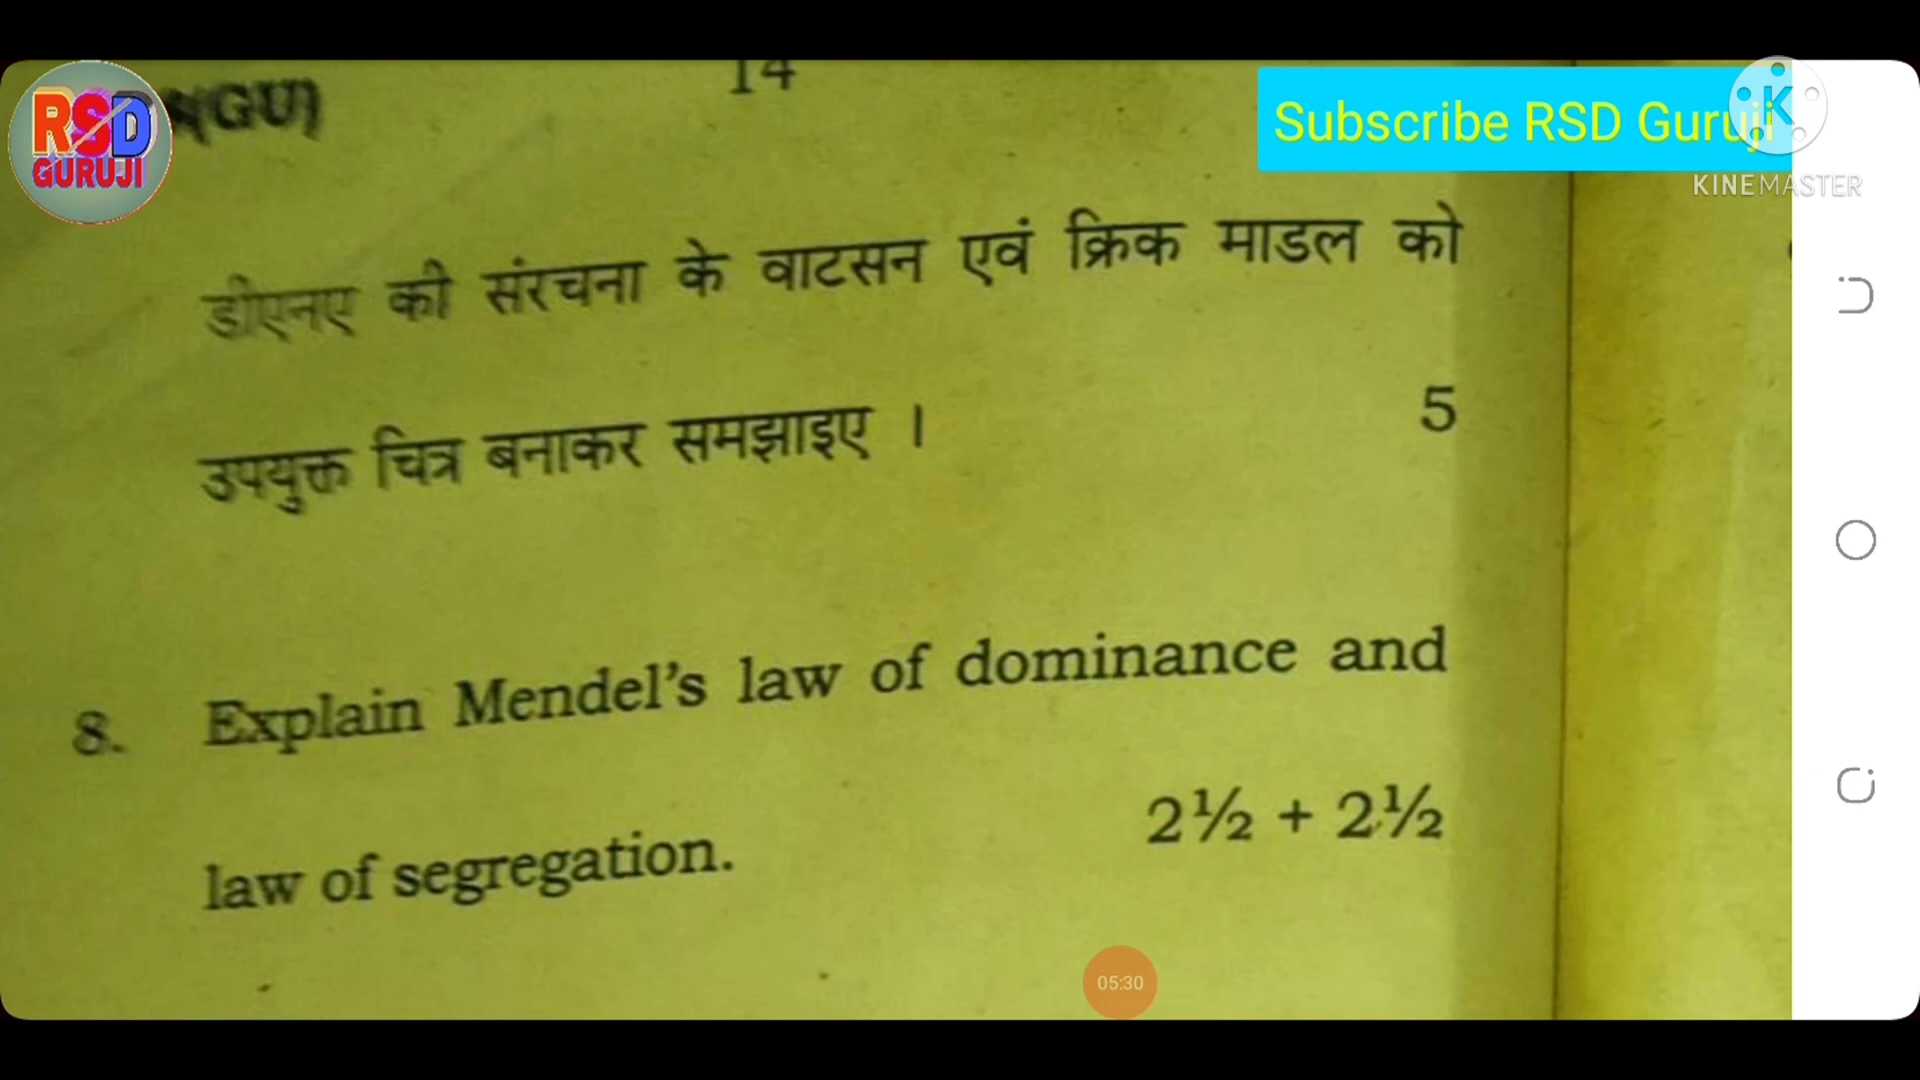 14
(GU)
RSD
GURUJI
Subscribe RSD Guruji
KINEMASTER
डीएनए की संरचना के वाटसन एवं क्रिक माडल को
उपयुक्त चित्र बनाकर समझाइए ।
5
8. Explain Mendel's law of dominance and
law of segregation.
2½ + 2½
05:30